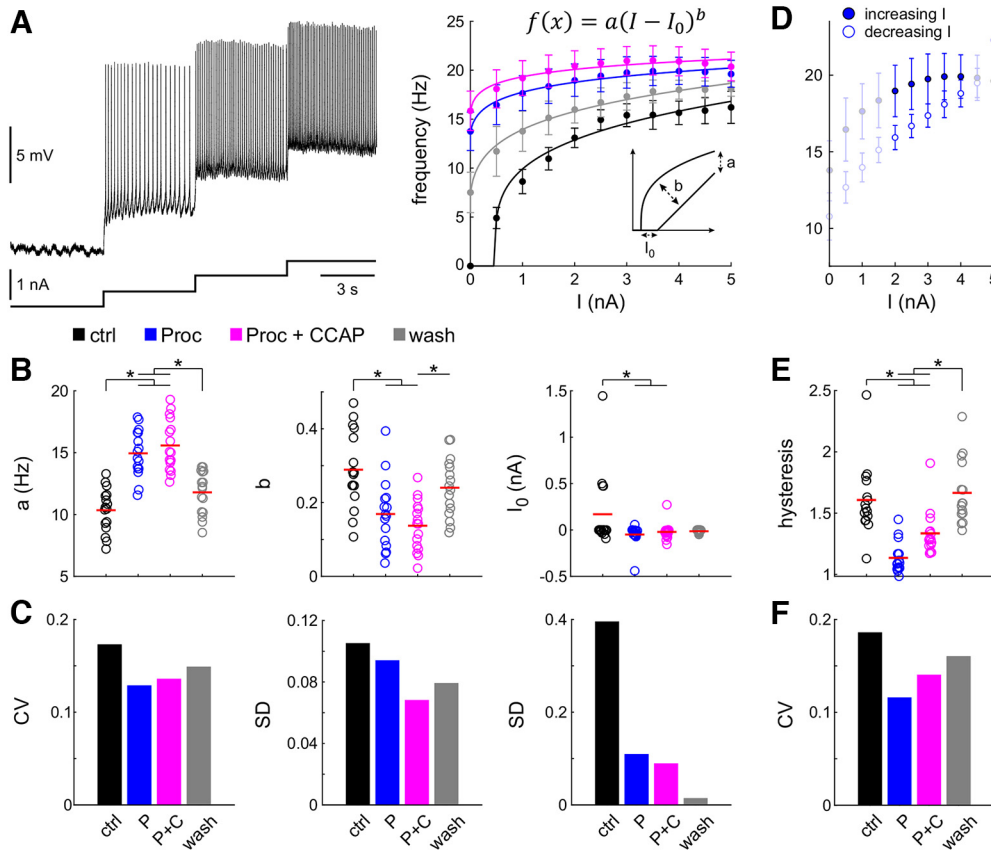 A
5 mV
1 nA
3 s
f(x) = a(I − I₀)ᵇ
frequency (Hz)
25
20
15
10
5
0
0 1 2 3 4 5
I (nA)
b
a
I₀
D
increasing I
decreasing I
20
15
10
0 1 2 3 4 5
I (nA)
ctrl Proc Proc + CCAP wash
B
a (Hz)
20
15
10
5
* *
b
0.4
0.2
0
* *
I₀ (nA)
1.5
1.0
0.5
0
-0.5
*
E
hysteresis
2.5
2
1.5
1
* *
C
CV
0.2
0.1
0
ctrl P P+C wash
SD
0.12
0.08
0.04
0
ctrl P P+C wash
SD
0.4
0.2
0
ctrl P P+C wash
F
CV
0.2
0.1
0
ctrl P P+C wash